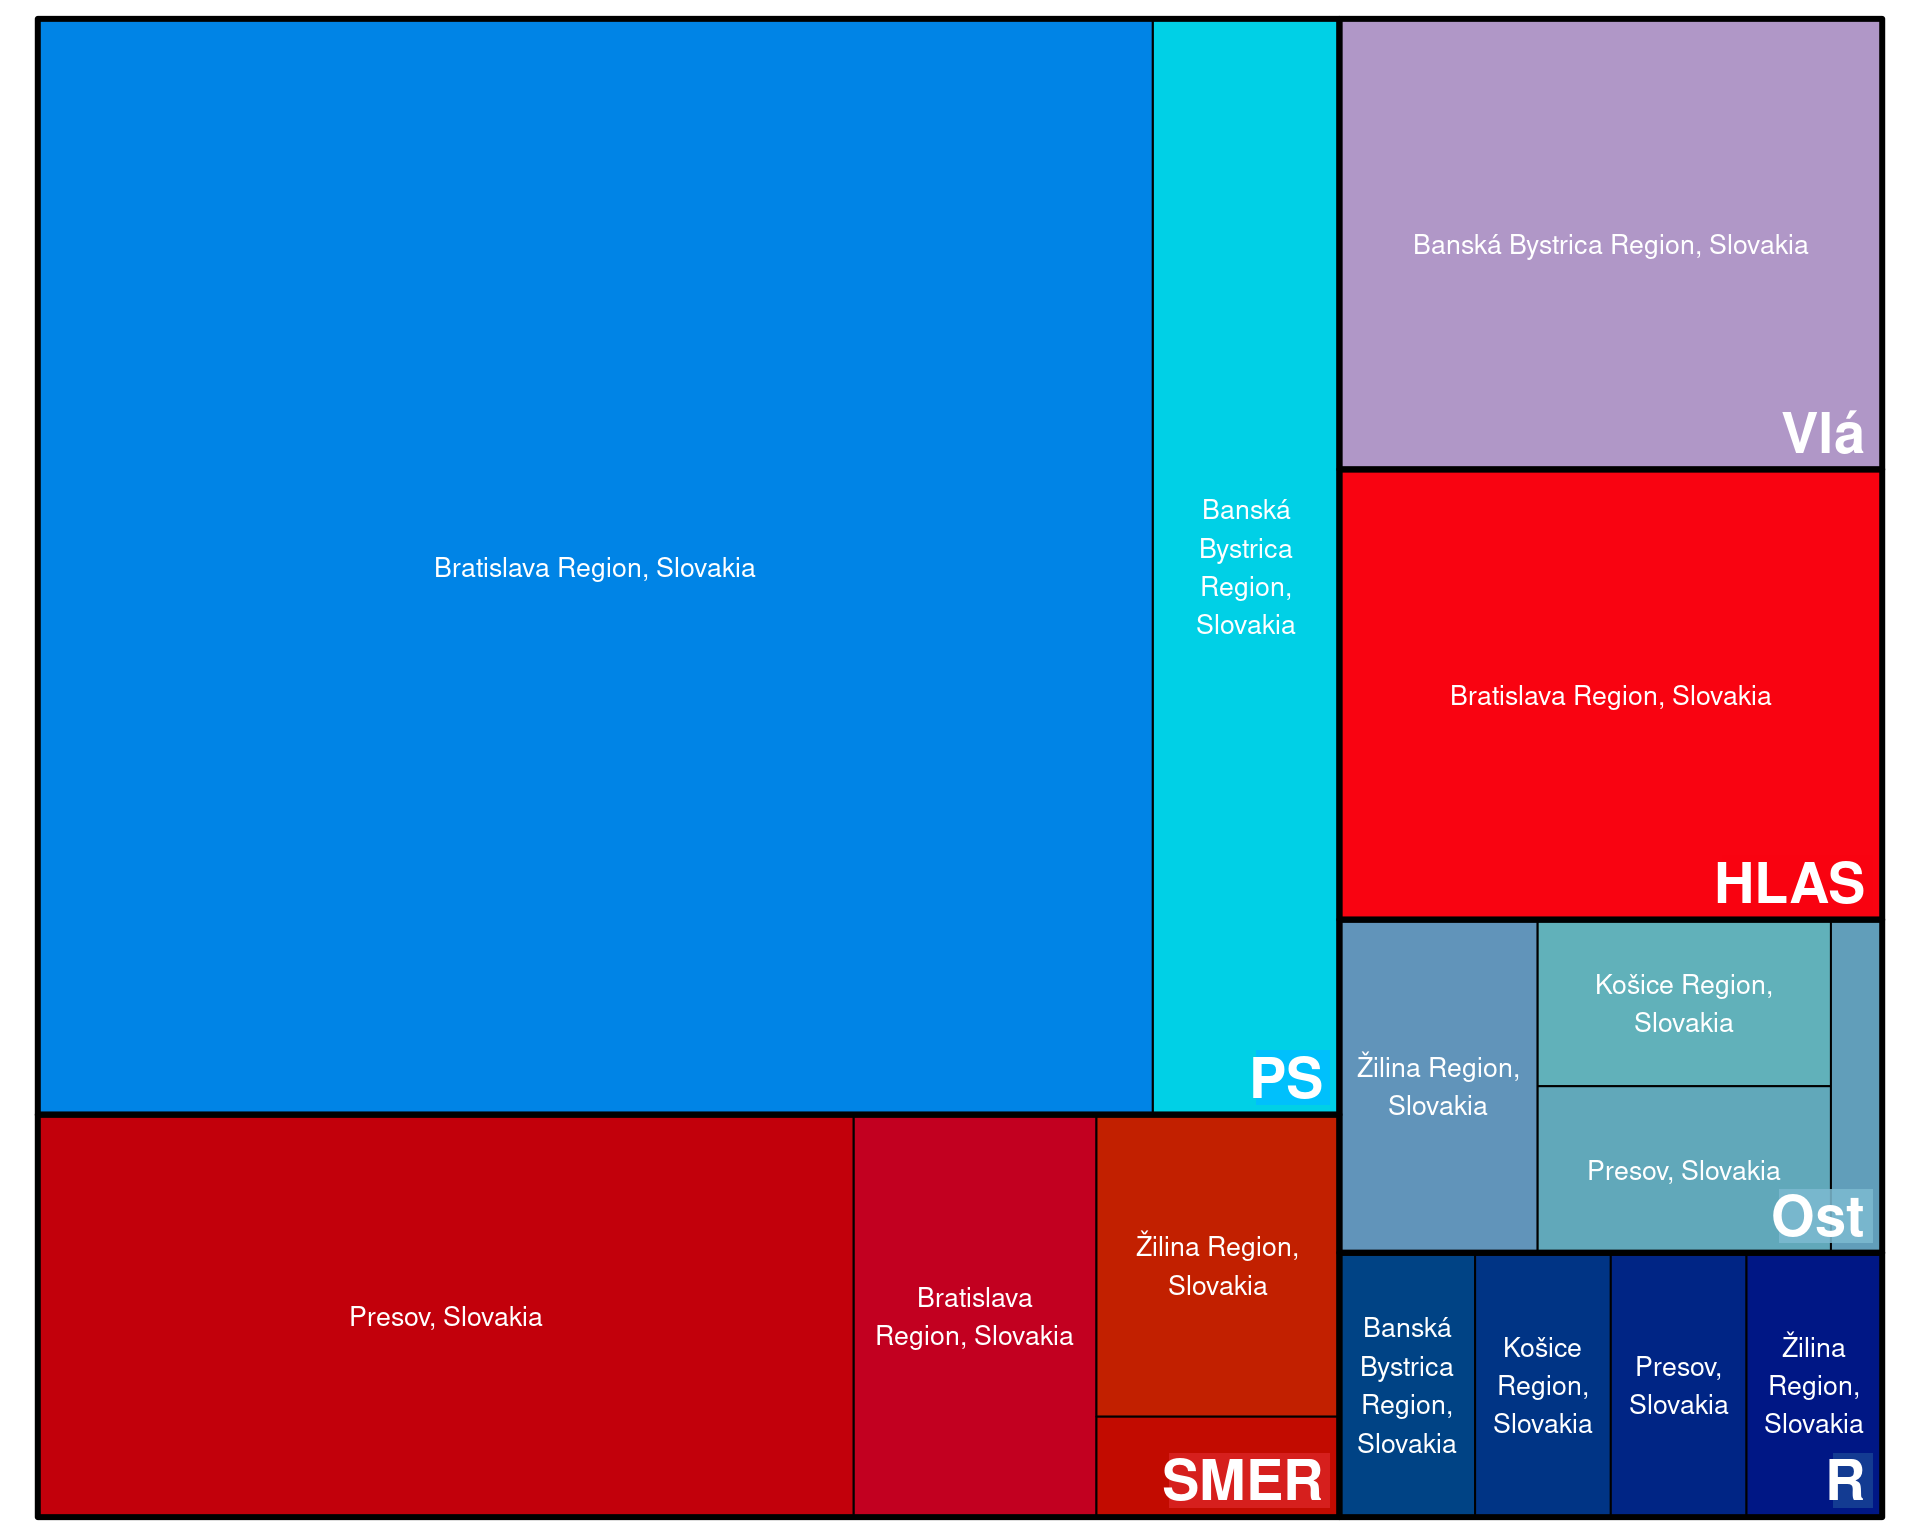 Bratislava Region, Slovakia
Banská
Bystrica
Region,
Slovakia
PS
Presov, Slovakia
Bratislava
Region, Slovakia
Žilina Region,
Slovakia
SMER
Banská Bystrica Region, Slovakia
Vlá
Bratislava Region, Slovakia
HLAS
Žilina Region,
Slovakia
Košice Region,
Slovakia
Presov, Slovakia
Ost
Banská
Bystrica
Region,
Slovakia
Košice
Region,
Slovakia
Presov,
Slovakia
Žilina
Region,
Slovakia
R